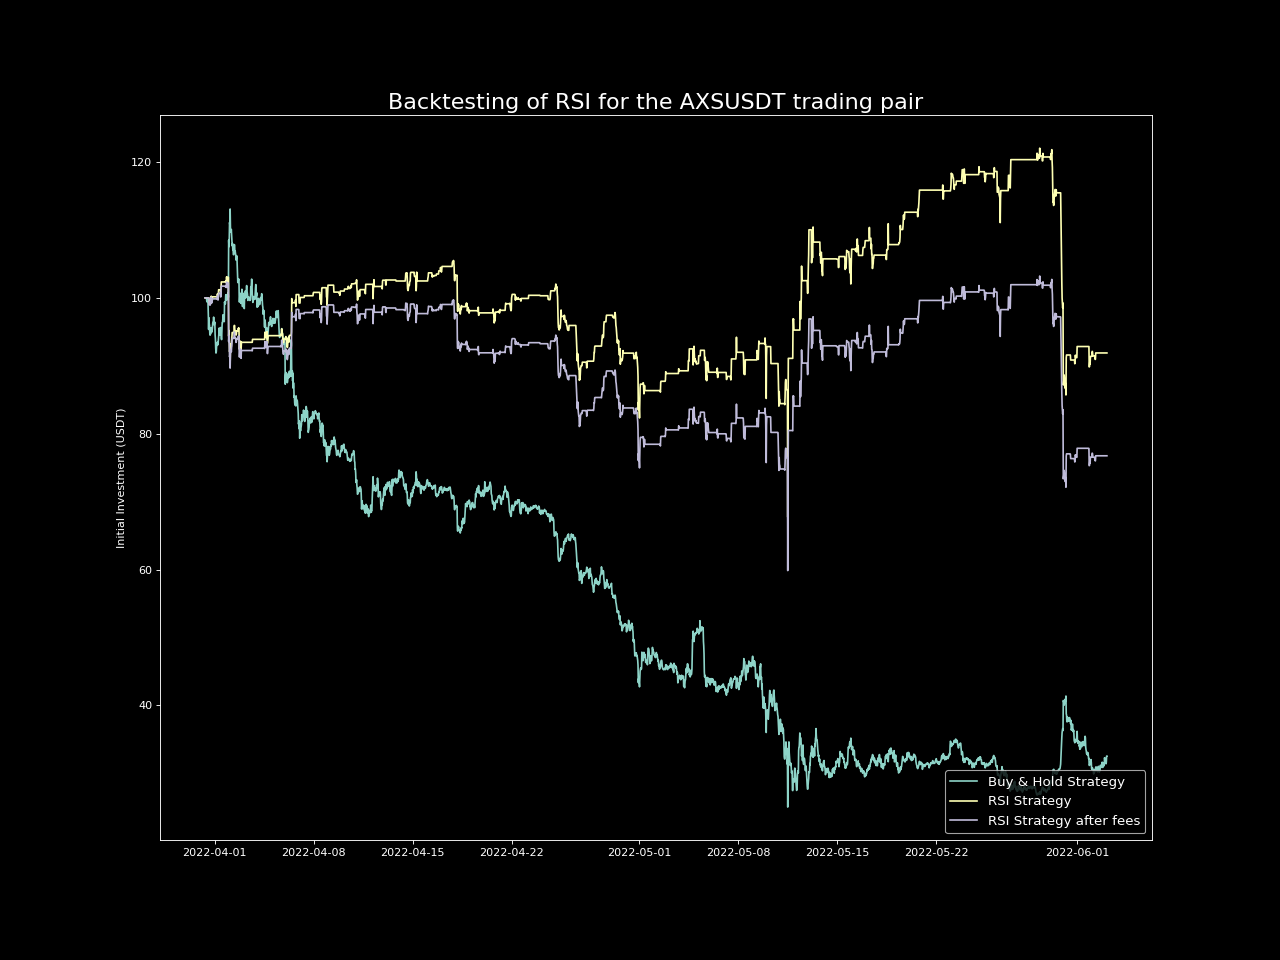 Backtesting of RSI for the AXSUSDT trading pair
Initial Investment (USDT)
120
100
80
60
40
2022-04-01 2022-04-08 2022-04-15 2022-04-22 2022-05-01 2022-05-08 2022-05-15 2022-05-22 2022-06-01
Buy & Hold Strategy
RSI Strategy
RSI Strategy after fees